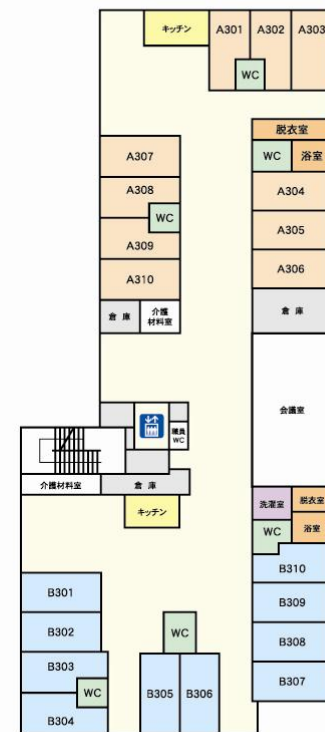 キッチン
A301
A302
A303
WC
脱衣室
WC
浴室
A307
A308
WC
A309
A310
A304
A305
A306
倉 庫
介護
材料室
倉 庫
会議室
職員
WC
介護材料室
倉 庫
キッチン
洗濯室
脱衣室
WC
浴室
B310
B309
B308
B307
B301
B302
B303
WC
B304
WC
B305
B306